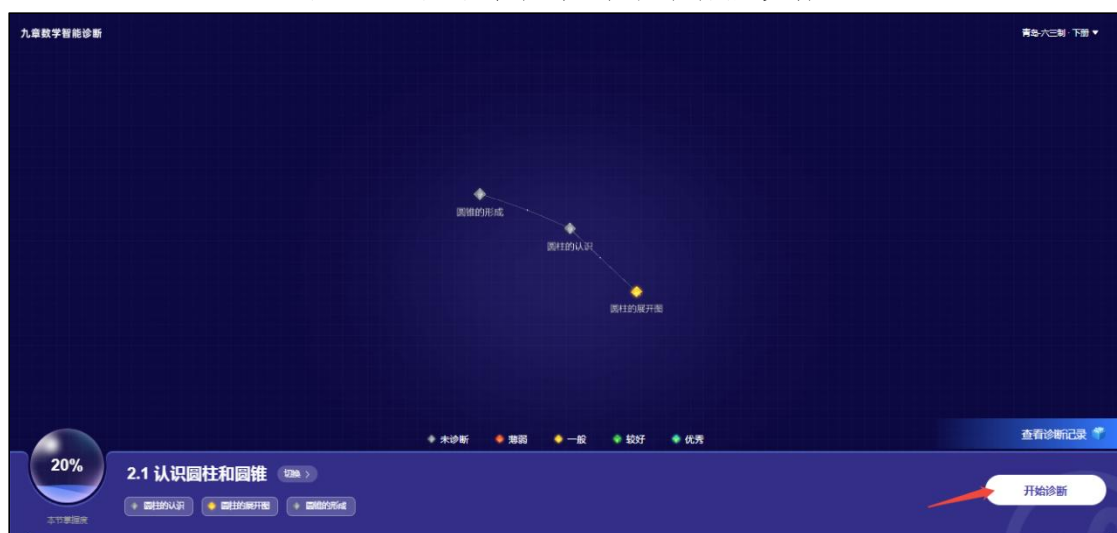 九章数学智能诊断
青岛-六三制·下册
圆锥的形成
圆柱的认识
圆柱的展开图
未诊断 薄弱 一般 较好 优秀
查看诊断记录
20%
2.1 认识圆柱和圆锥 切换 >
圆柱的认识 圆柱的展开图 圆锥的形成
本节掌握度
开始诊断